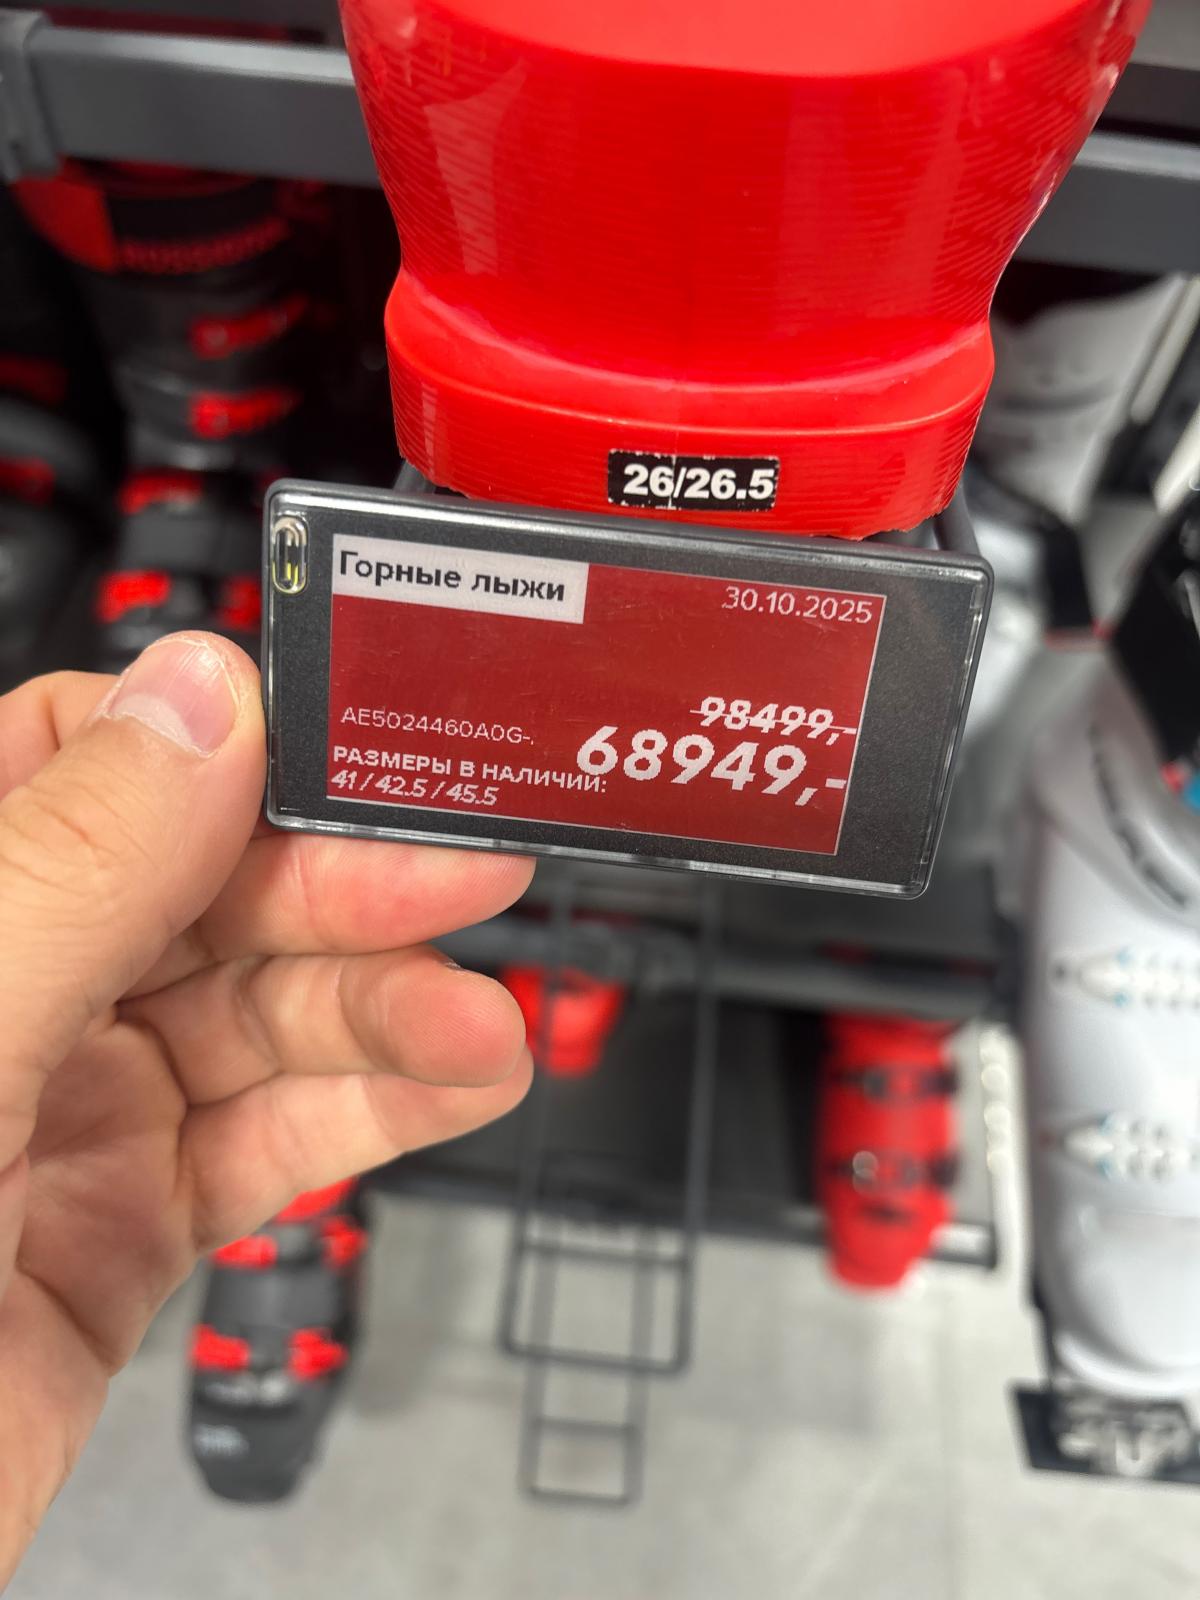 26/26.5
Горные лыжи
30.10.2025
98499,-
AE5024460A0G-.
68949,-
РАЗМЕРЫ В НАЛИЧИИ:
41 / 42.5 / 45.5